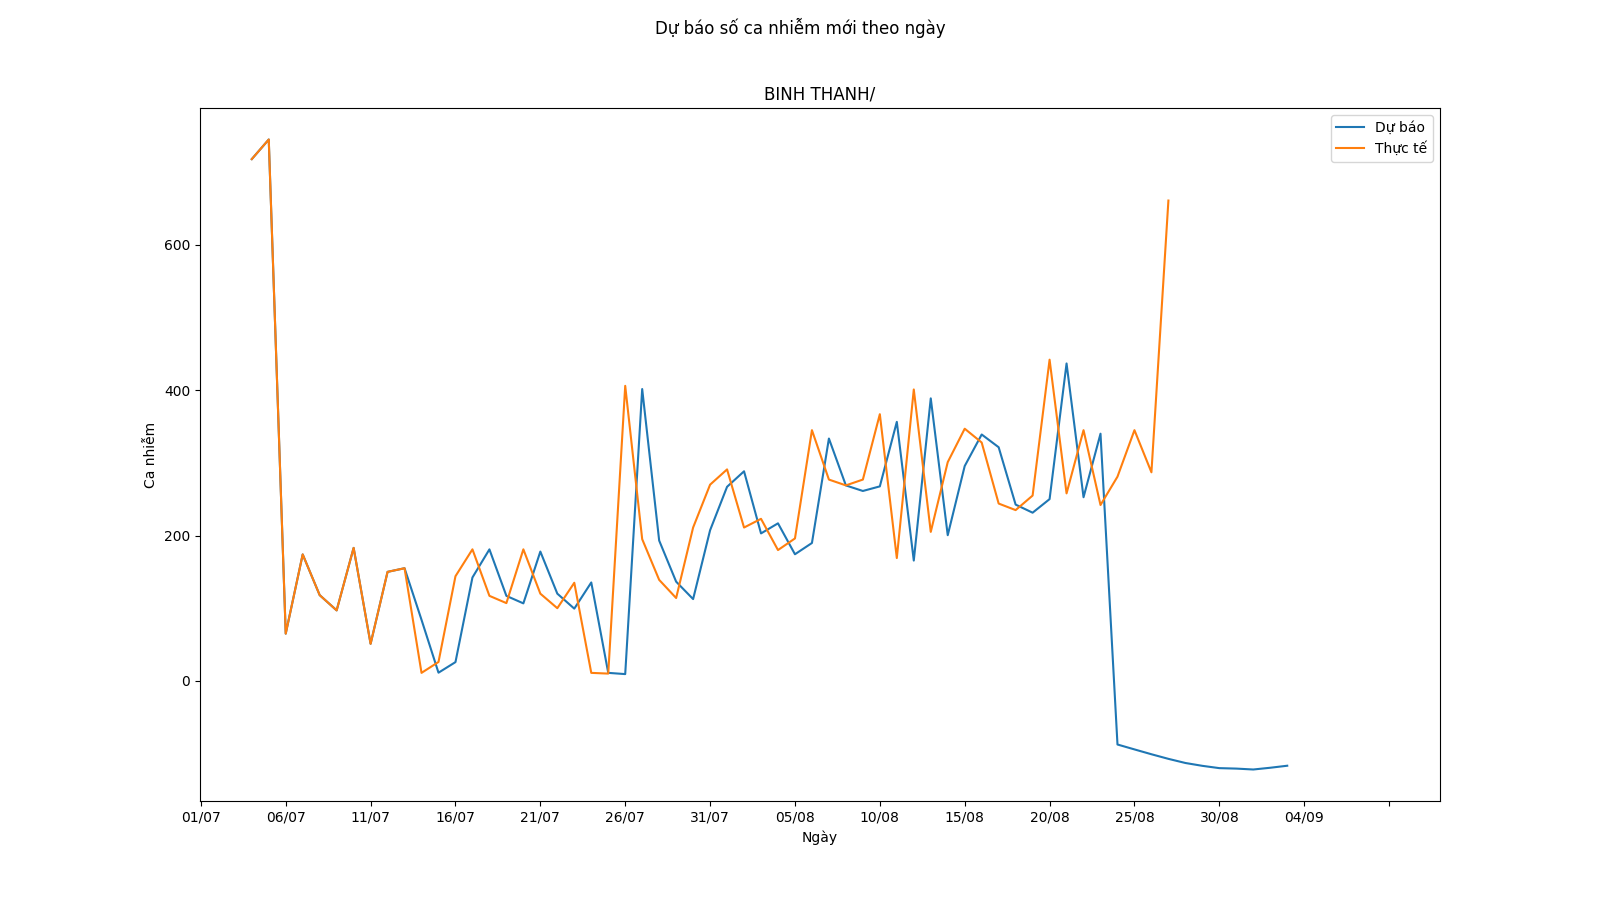 Dự báo số ca nhiễm mới theo ngày
BINH THANH/
Dự báo
Thực tế
600
400
200
0
Ca nhiễm
01/07 06/07 11/07 16/07 21/07 26/07 31/07 05/08 10/08 15/08 20/08 25/08 30/08 04/09
Ngày